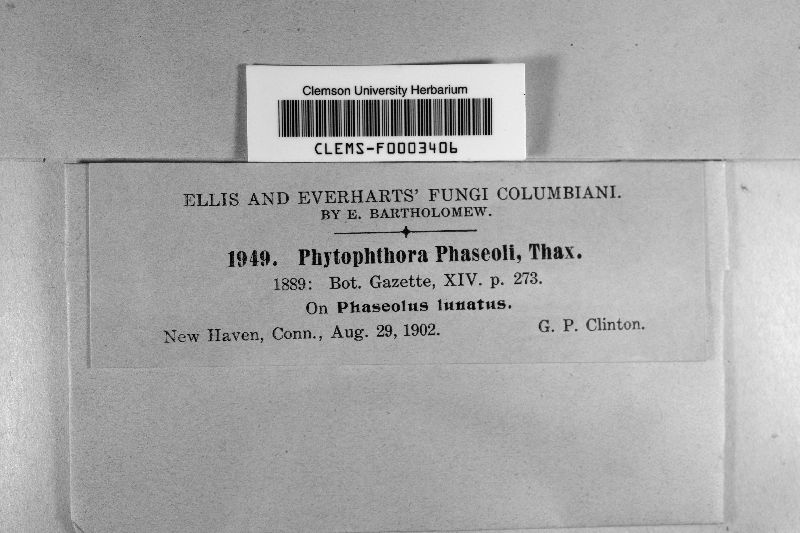 Clemson University Herbarium
CLEMS-F0003406
ELLIS AND EVERHARTS' FUNGI COLUMBIANI.
BY E. BARTHOLOMEW.
1949. Phytophthora Phaseoli, Thax.
1889: Bot. Gazette, XIV. p. 273.
On Phaseolus lunatus.
New Haven, Conn., Aug. 29, 1902. G. P. Clinton.